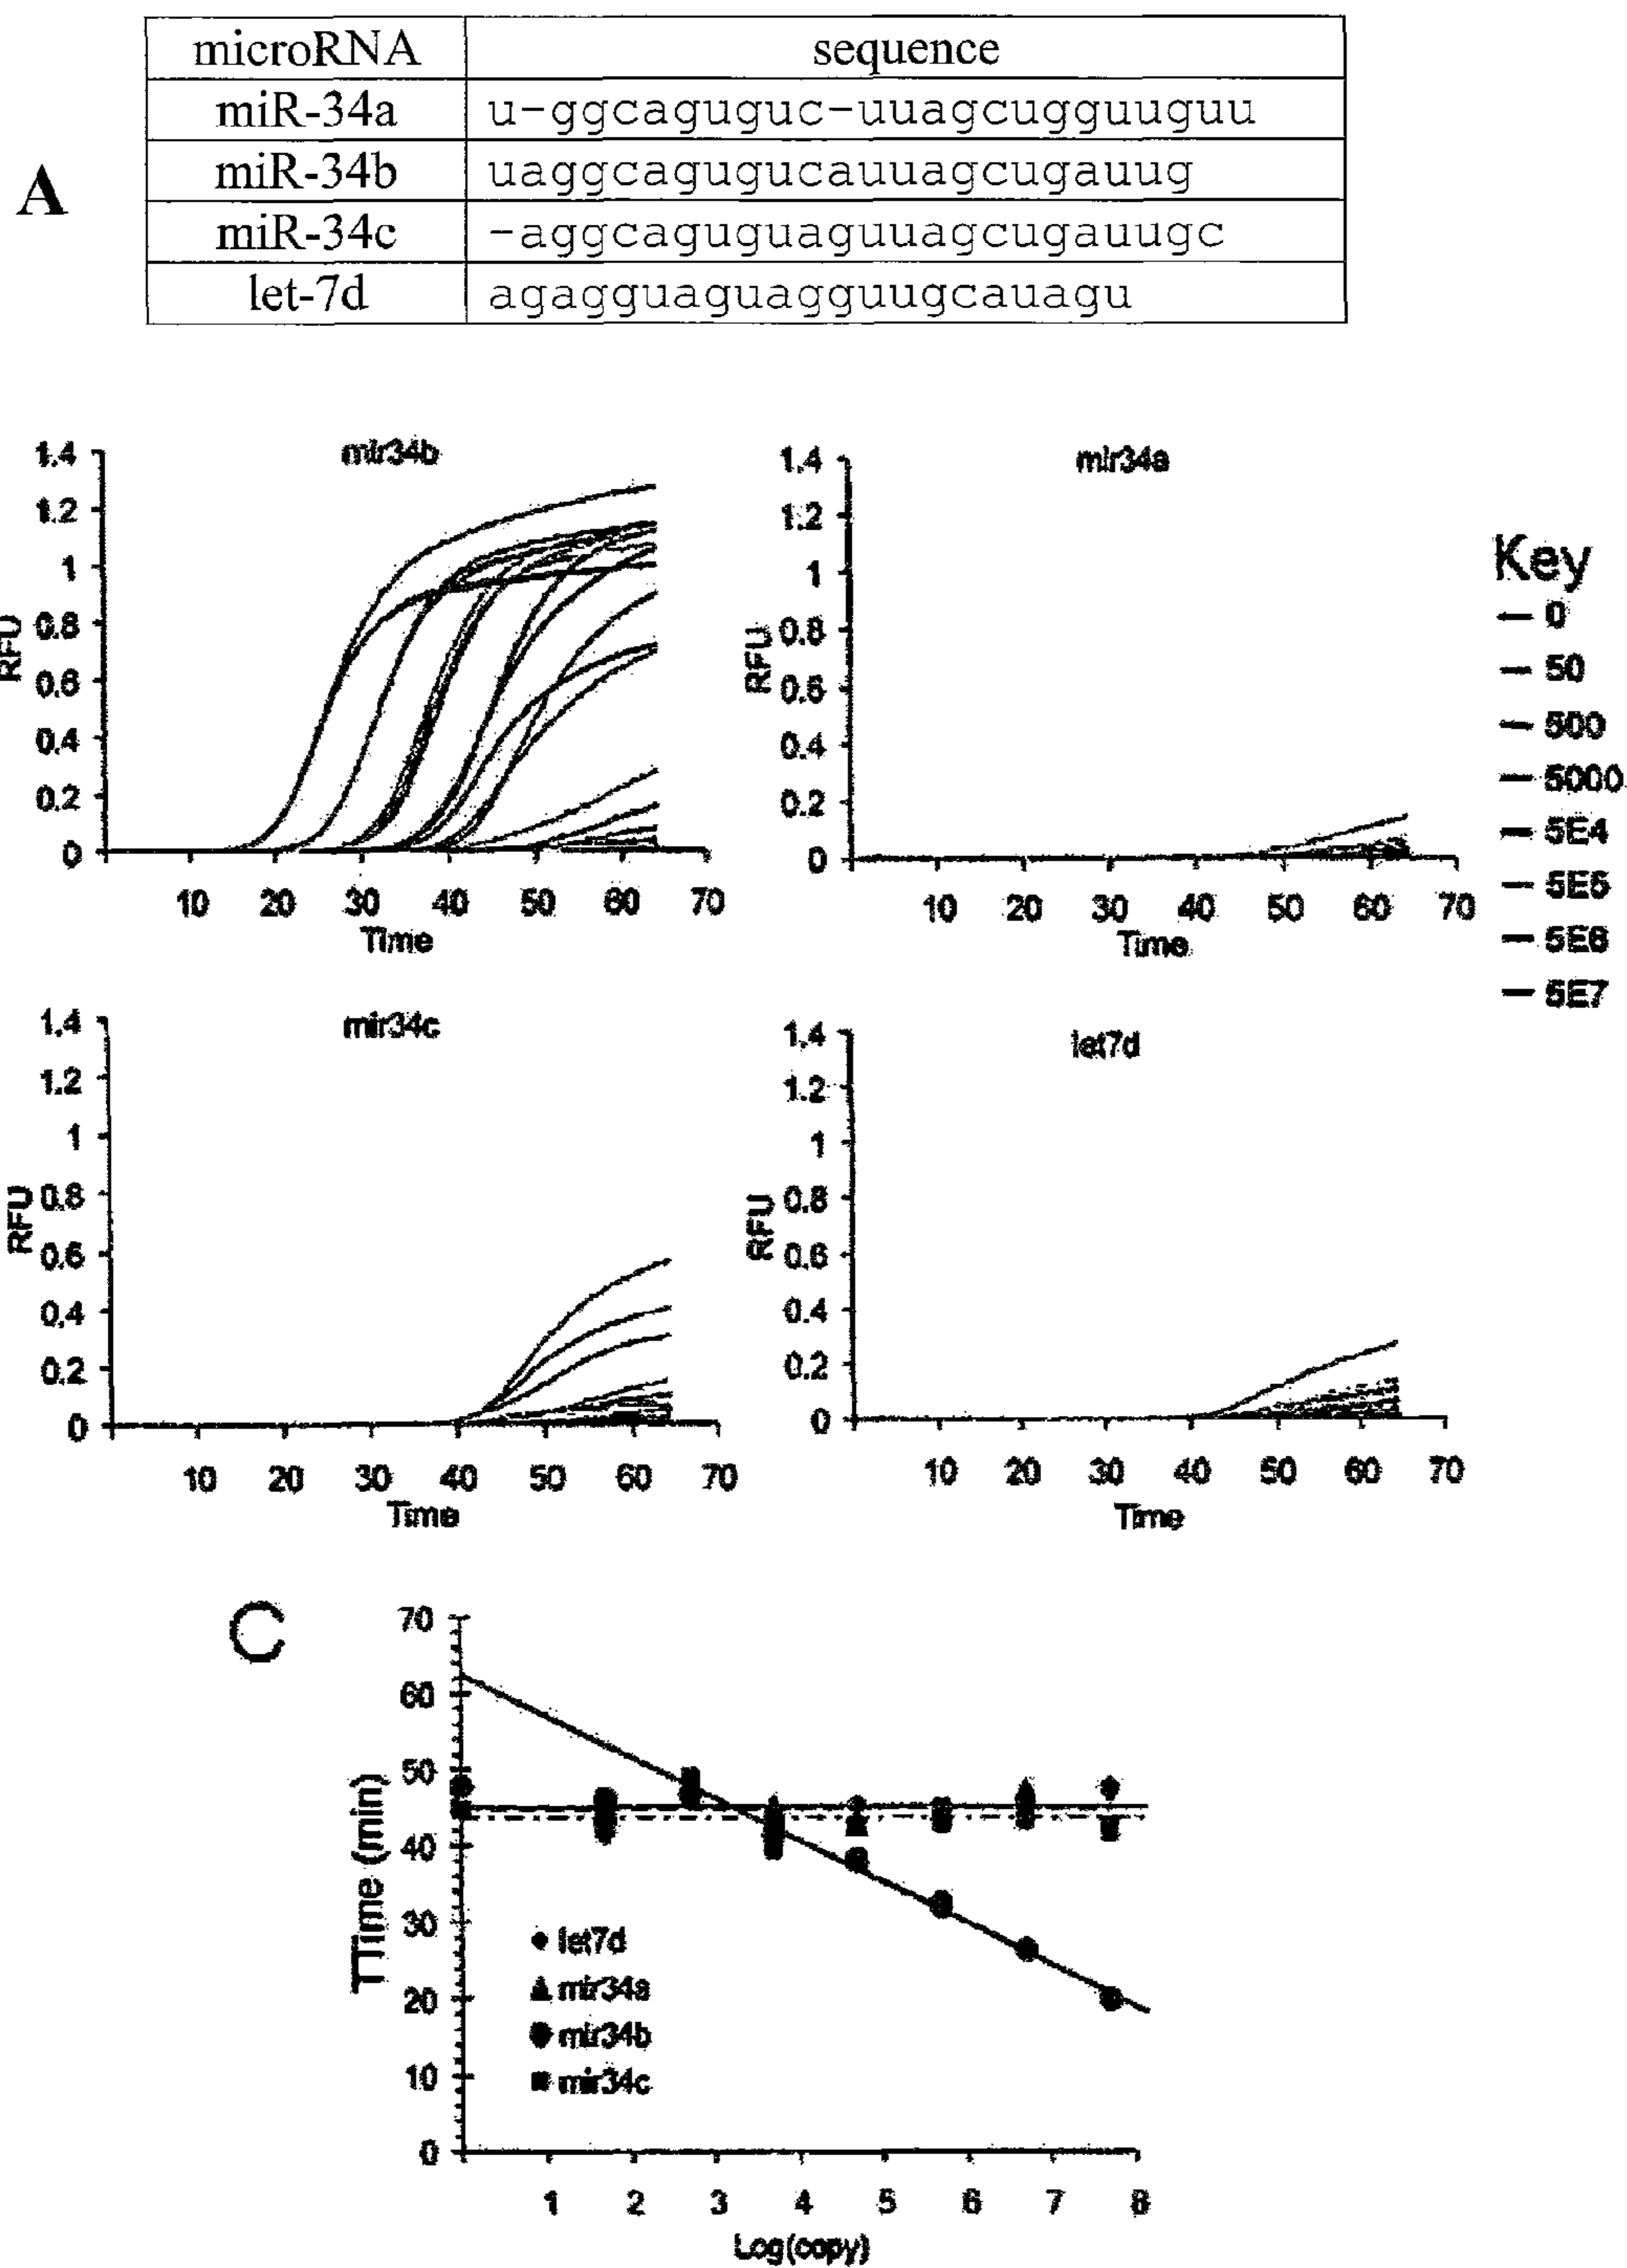 microRNA sequence
miR-34a u-ggcaguguc-uuagcugguuguu
A
miR-34b uaggcagugucauuagcugauug
miR-34c -aggcaguguaguuagcugauugc
let-7d agagguaguagguugcauagu
mir34b
1.4
1.2
1
0.8
0.6
0.4
0.2
0
RFU
10 20 30 40 50 60 70
Time
mir34a
1.4
1.2
1
0.8
0.6
0.4
0.2
0
RFU
10 20 30 40 50 60 70
Time
Key
0
50
500
5000
5E4
5E5
5E6
5E7
mir34c
1.4
1.2
1
0.8
0.6
0.4
0.2
0
RFU
10 20 30 40 50 60 70
Time
let7d
1.4
1.2
1
0.8
0.6
0.4
0.2
0
RFU
10 20 30 40 50 60 70
Time
C
70
60
50
40
30
20
10
0
TTime (min)
let7d
mir34a
mir34b
mir34c
1 2 3 4 5 6 7 8
Log(copy)